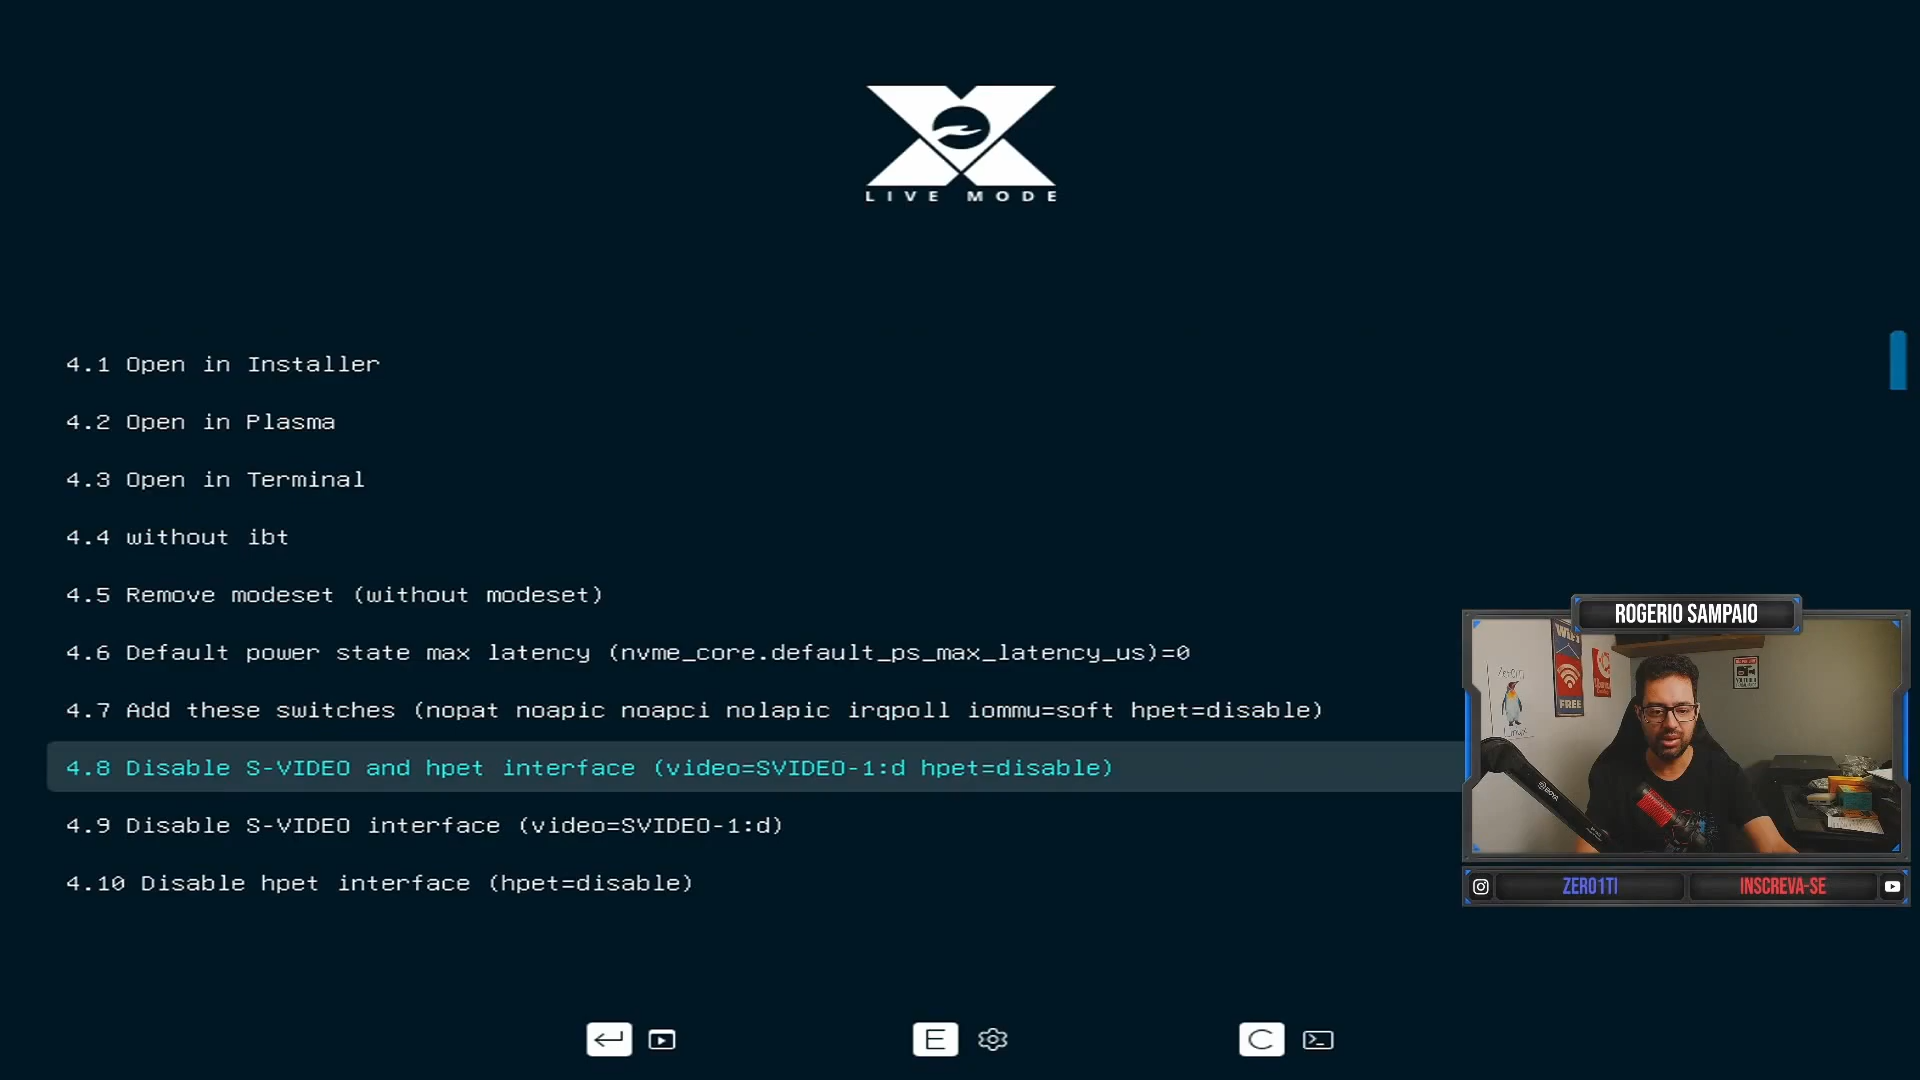 LIVE MODE
4.1 Open in Installer
4.2 Open in Plasma
4.3 Open in Terminal
4.4 without ibt
4.5 Remove modeset (without modeset)
4.6 Default power state max latency (nvme_core.default_ps_max_latency_us)=0
4.7 Add these switches (nopat noapic noapci nolapic irqpoll iommu=soft hpet=disable)
4.8 Disable S-VIDEO and hpet interface (video=SVIDEO-1:d hpet=disable)
4.9 Disable S-VIDEO interface (video=SVIDEO-1:d)
4.10 Disable hpet interface (hpet=disable)
ROGERIO SAMPAIO
FREE
Linux
BOYA
ZER01TI
INSCREVA-SE
E
C